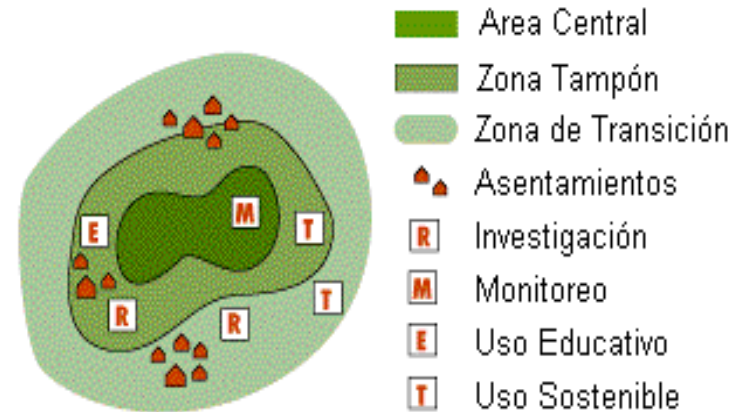 Area Central
Zona Tampón
Zona de Transición
Asentamientos
R Investigación
M Monitoreo
E Uso Educativo
T Uso Sostenible
M
E
T
T
R
R